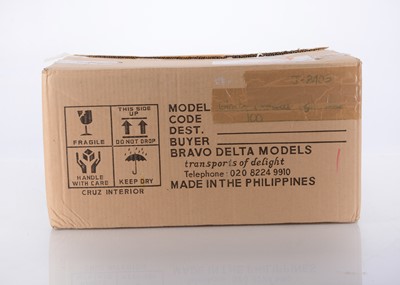 FRAGILE
THIS SIDE UP
DO NOT DROP
HANDLE WITH CARE
KEEP DRY
CRUZ INTERIOR
MODEL
CODE 100
DEST.
BUYER
BRAVO DELTA MODELS
transports of delight
Telephone: 020 8224 9910
MADE IN THE PHILIPPINES